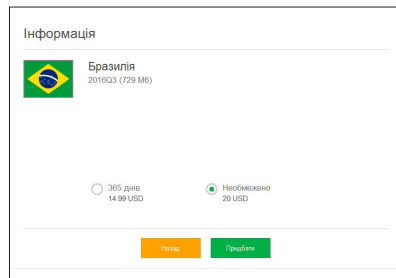 Інформація
Бразилія
2016Q3 (729 Мб)
365 днів
14.99 USD
Необмежено
20 USD
Назад
Придбати